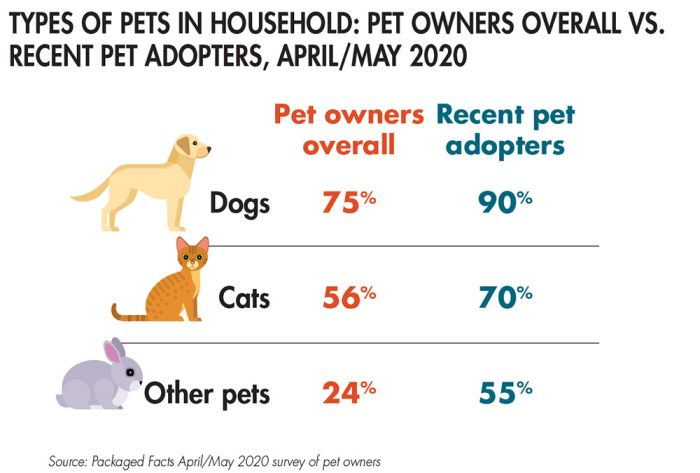 TYPES OF PETS IN HOUSEHOLD: PET OWNERS OVERALL VS.
RECENT PET ADOPTERS, APRIL/MAY 2020
Pet owners overall
Recent pet adopters
Dogs 75% 90%
Cats 56% 70%
Other pets 24% 55%
Source: Packaged Facts April/May 2020 survey of pet owners